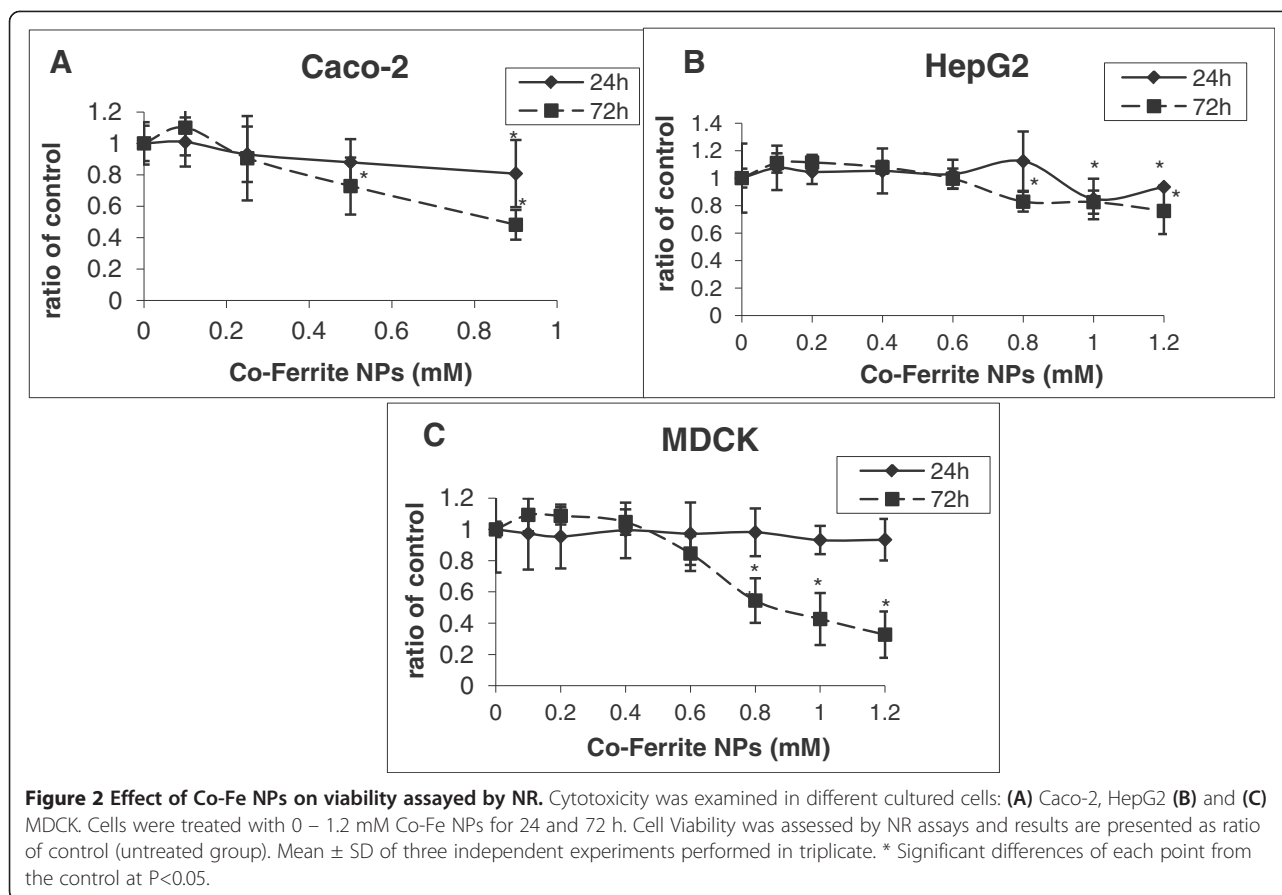 A
Caco-2
24h
72h
1.2
1
0.8
0.6
0.4
0.2
0
ratio of control
*
*
*
0 0.2 0.4 0.6 0.8 1
Co-Ferrite NPs (mM)
B
HepG2
24h
72h
1.4
1.2
1
0.8
0.6
0.4
0.2
0
ratio of control
*
*
*
*
0 0.2 0.4 0.6 0.8 1 1.2
Co-Ferrite NPs (mM)
C
MDCK
24h
72h
1.2
1
0.8
0.6
0.4
0.2
0
ratio of control
*
*
*
0 0.2 0.4 0.6 0.8 1 1.2
Co-Ferrite NPs (mM)
Figure 2 Effect of Co-Fe NPs on viability assayed by NR. Cytotoxicity was examined in different cultured cells: (A) Caco-2, HepG2 (B) and (C)
MDCK. Cells were treated with 0 – 1.2 mM Co-Fe NPs for 24 and 72 h. Cell Viability was assessed by NR assays and results are presented as ratio
of control (untreated group). Mean ± SD of three independent experiments performed in triplicate. * Significant differences of each point from
the control at P<0.05.